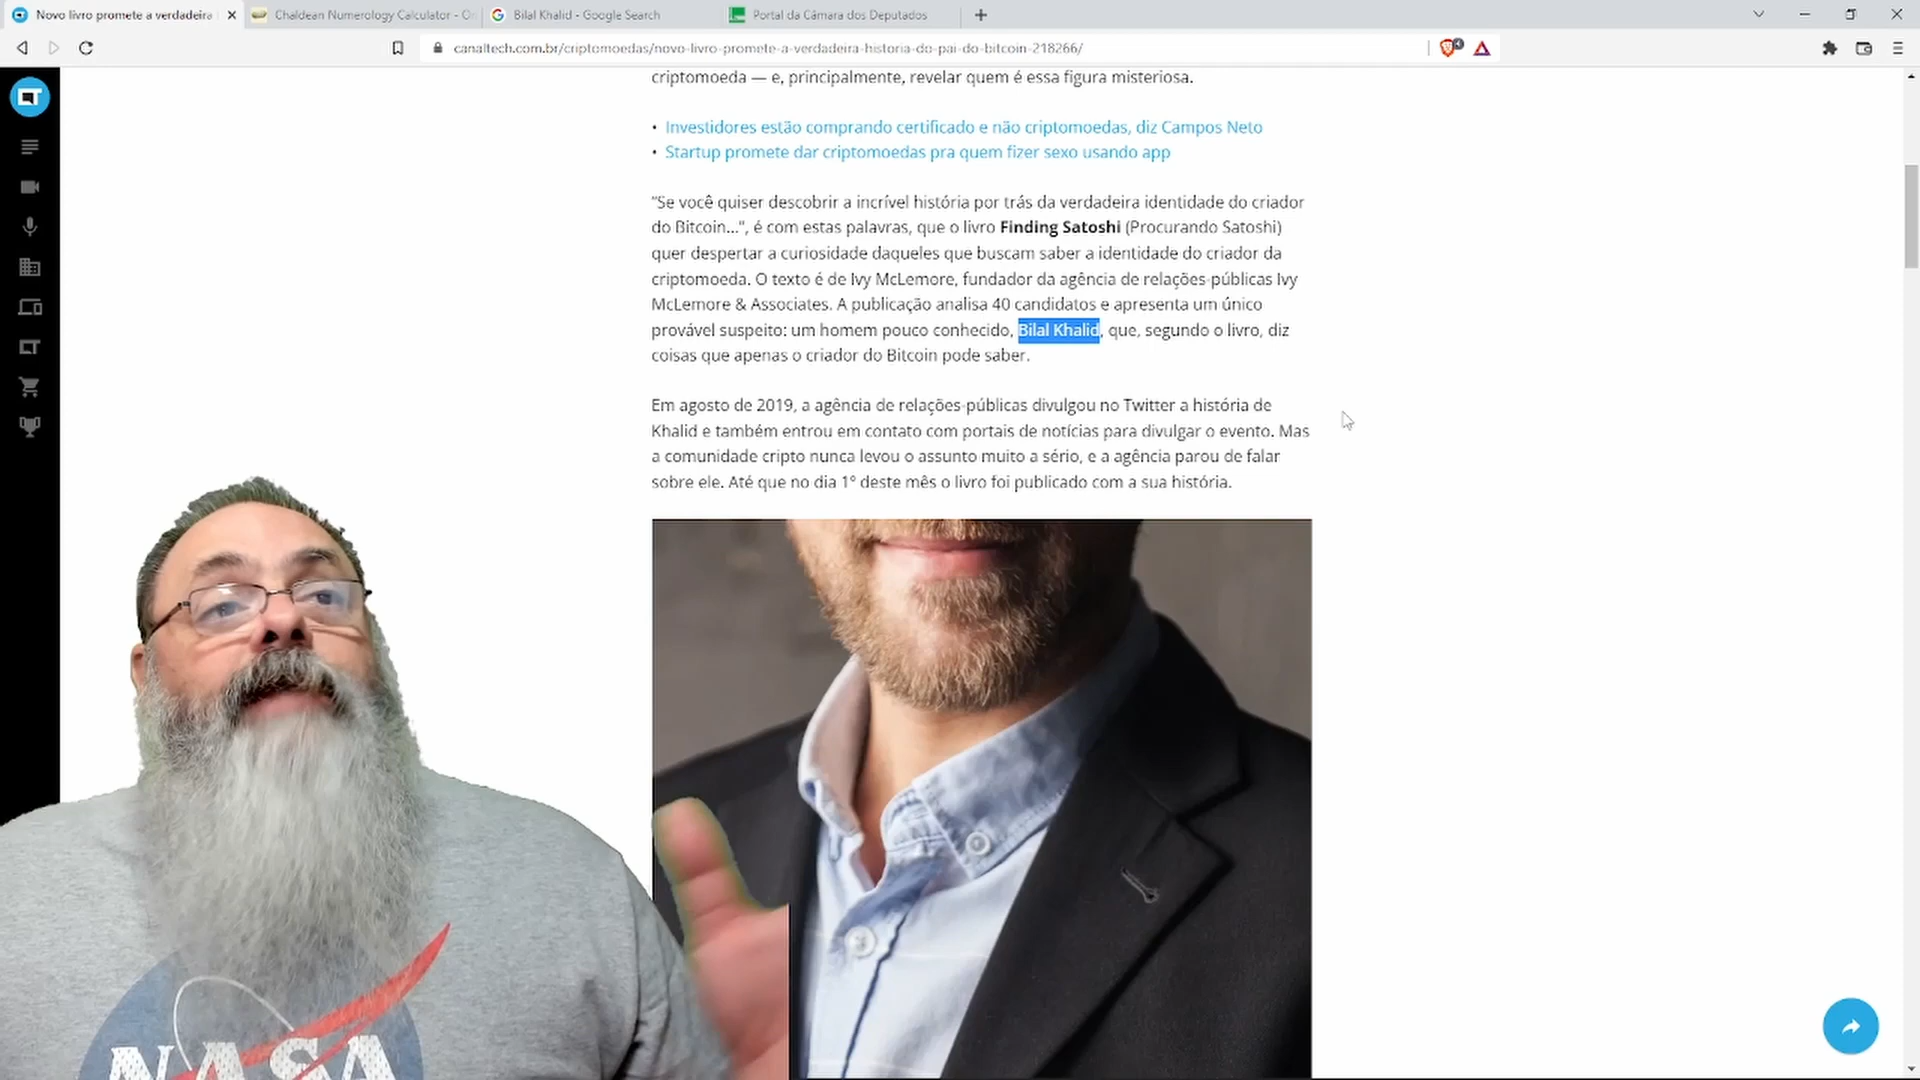 Novo livro promete a verdadeira
Chaldean Numerology Calculator - On
Bilal Khalid - Google Search
Portal da Câmara dos Deputados
canaltech.com.br/criptomoedas/novo-livro-promete-a-verdadeira-historia-do-pai-do-bitcoin-218266/
criptomoeda — e, principalmente, revelar quem é essa figura misteriosa.
• Investidores estão comprando certificado e não criptomoedas, diz Campos Neto
• Startup promete dar criptomoedas pra quem fizer sexo usando app
"Se você quiser descobrir a incrível história por trás da verdadeira identidade do criador
do Bitcoin...", é com estas palavras, que o livro Finding Satoshi (Procurando Satoshi)
quer despertar a curiosidade daqueles que buscam saber a identidade do criador da
criptomoeda. O texto é de Ivy McLemore, fundador da agência de relações-públicas Ivy
McLemore & Associates. A publicação analisa 40 candidatos e apresenta um único
provável suspeito: um homem pouco conhecido, Bilal Khalid, que, segundo o livro, diz
coisas que apenas o criador do Bitcoin pode saber.
Em agosto de 2019, a agência de relações-públicas divulgou no Twitter a história de
Khalid e também entrou em contato com portais de notícias para divulgar o evento. Mas
a comunidade cripto nunca levou o assunto muito a sério, e a agência parou de falar
sobre ele. Até que no dia 1º deste mês o livro foi publicado com a sua história.
NASA